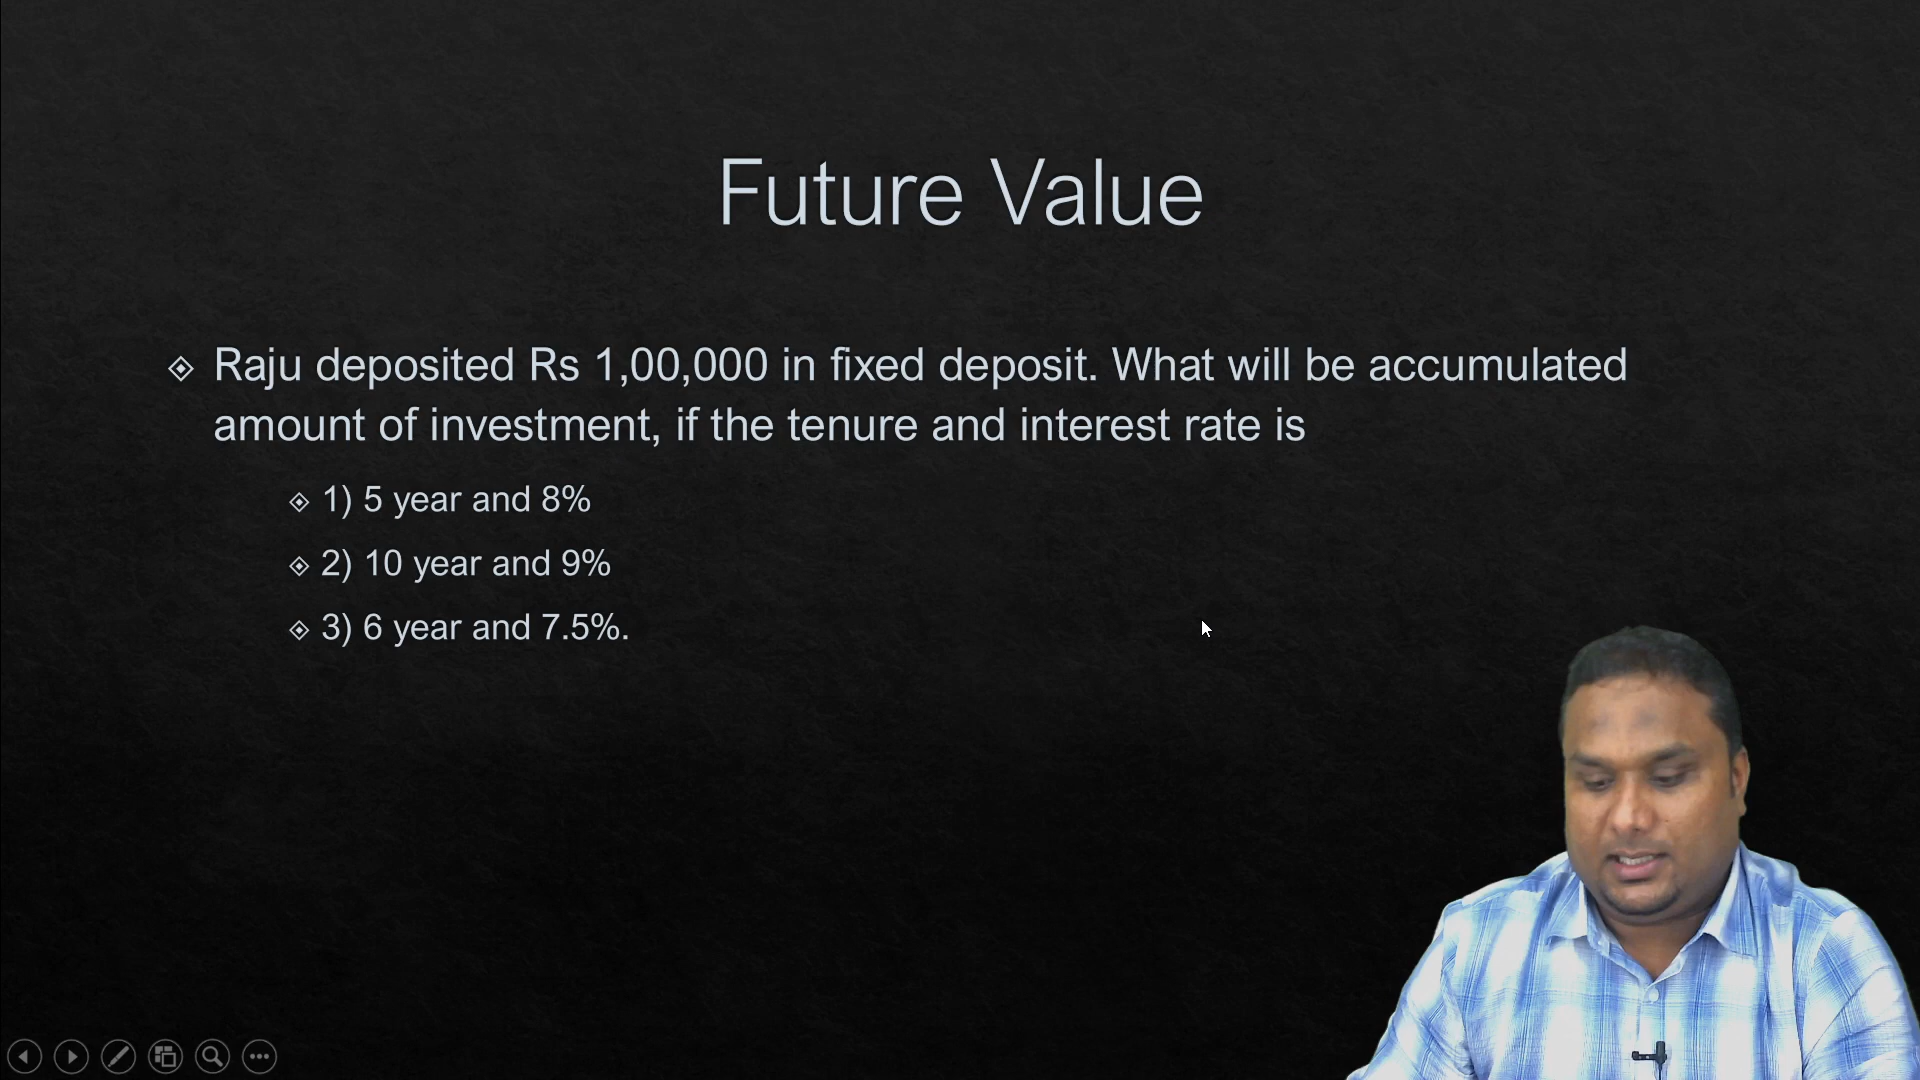 Future Value
Raju deposited Rs 1,00,000 in fixed deposit. What will be accumulated
amount of investment, if the tenure and interest rate is
1) 5 year and 8%
2) 10 year and 9%
3) 6 year and 7.5%.